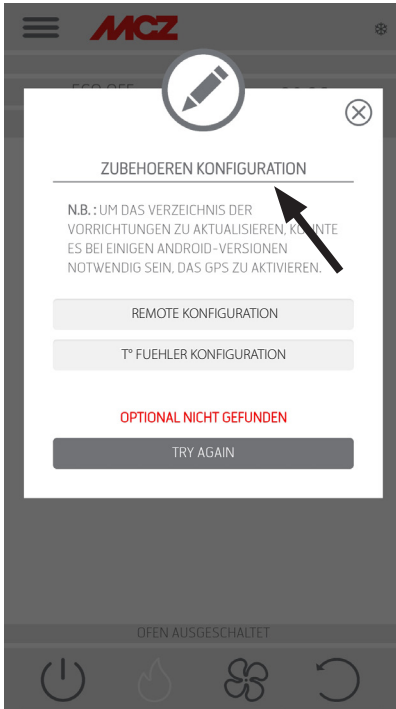 MCZ
ZUBEHOEREN KONFIGURATION
N.B. : UM DAS VERZEICHNIS DER
VORRICHTUNGEN ZU AKTUALISIEREN, KÖNNTE
ES BEI EINIGEN ANDROID-VERSIONEN
NOTWENDIG SEIN, DAS GPS ZU AKTIVIEREN.
REMOTE KONFIGURATION
T° FUEHLER KONFIGURATION
OPTIONAL NICHT GEFUNDEN
TRY AGAIN
OFEN AUSGESCHALTET